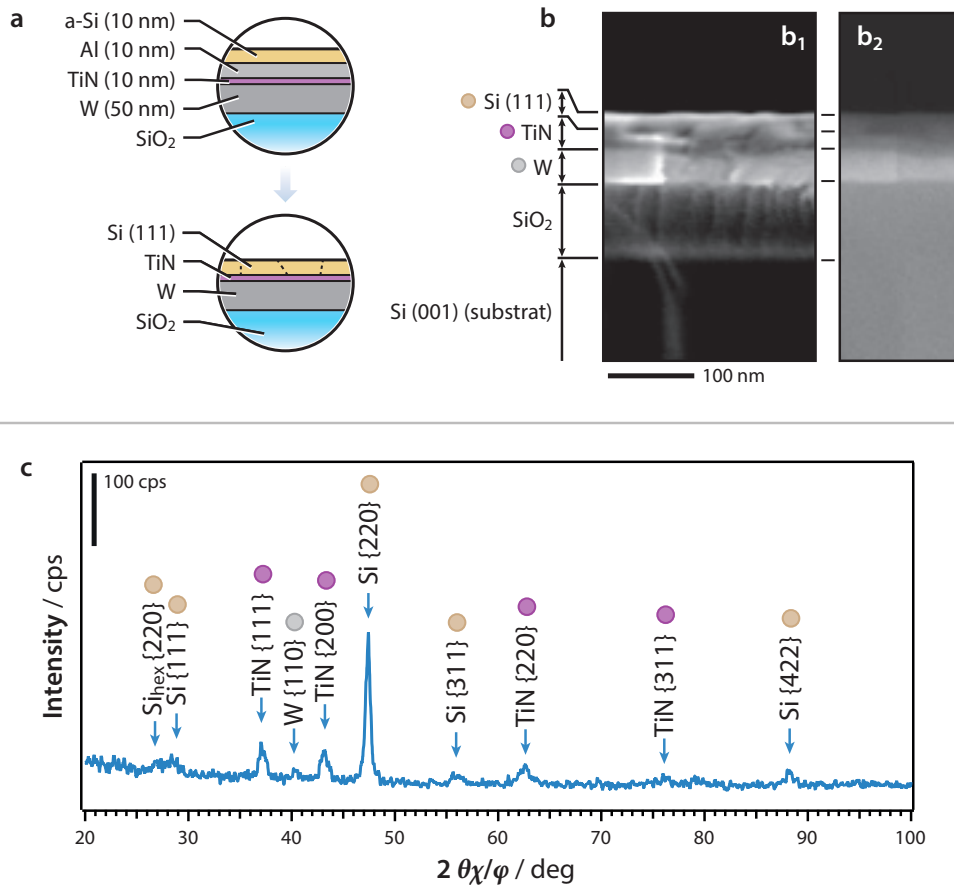 a
a-Si (10 nm)
Al (10 nm)
TiN (10 nm)
W (50 nm)
SiO₂
Si (111)
TiN
W
SiO₂
b
b₁
b₂
Si (111)
TiN
W
SiO₂
Si (001) (substrat)
100 nm
c
100 cps
Intensity / cps
Si_hex {220}
Si {111}
TiN {111}
W {110}
TiN {200}
Si {220}
Si {311}
TiN {220}
TiN {311}
Si {422}
20 30 40 50 60 70 80 90 100
2 θχ/φ / deg